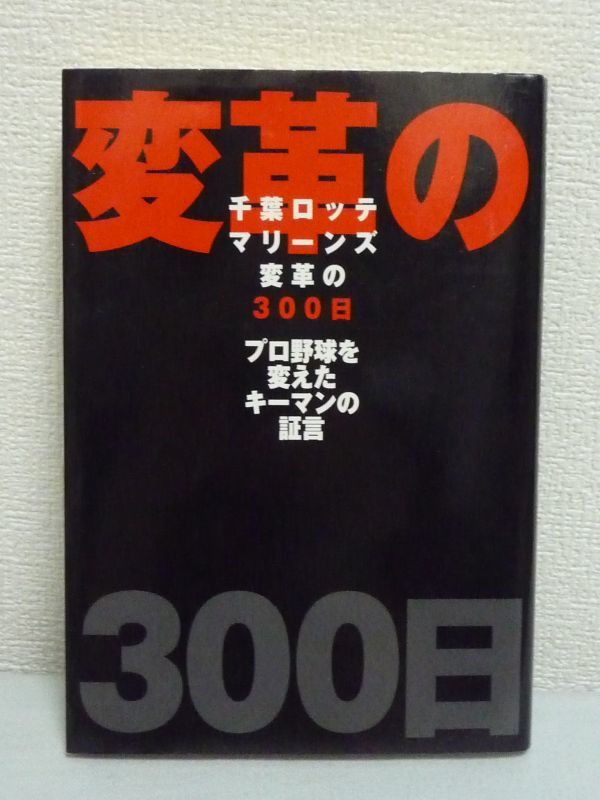 変革の
千葉ロッテ
マリーンズ
変革の
300日
プロ野球を
変えた
キーマンの
証言
300日